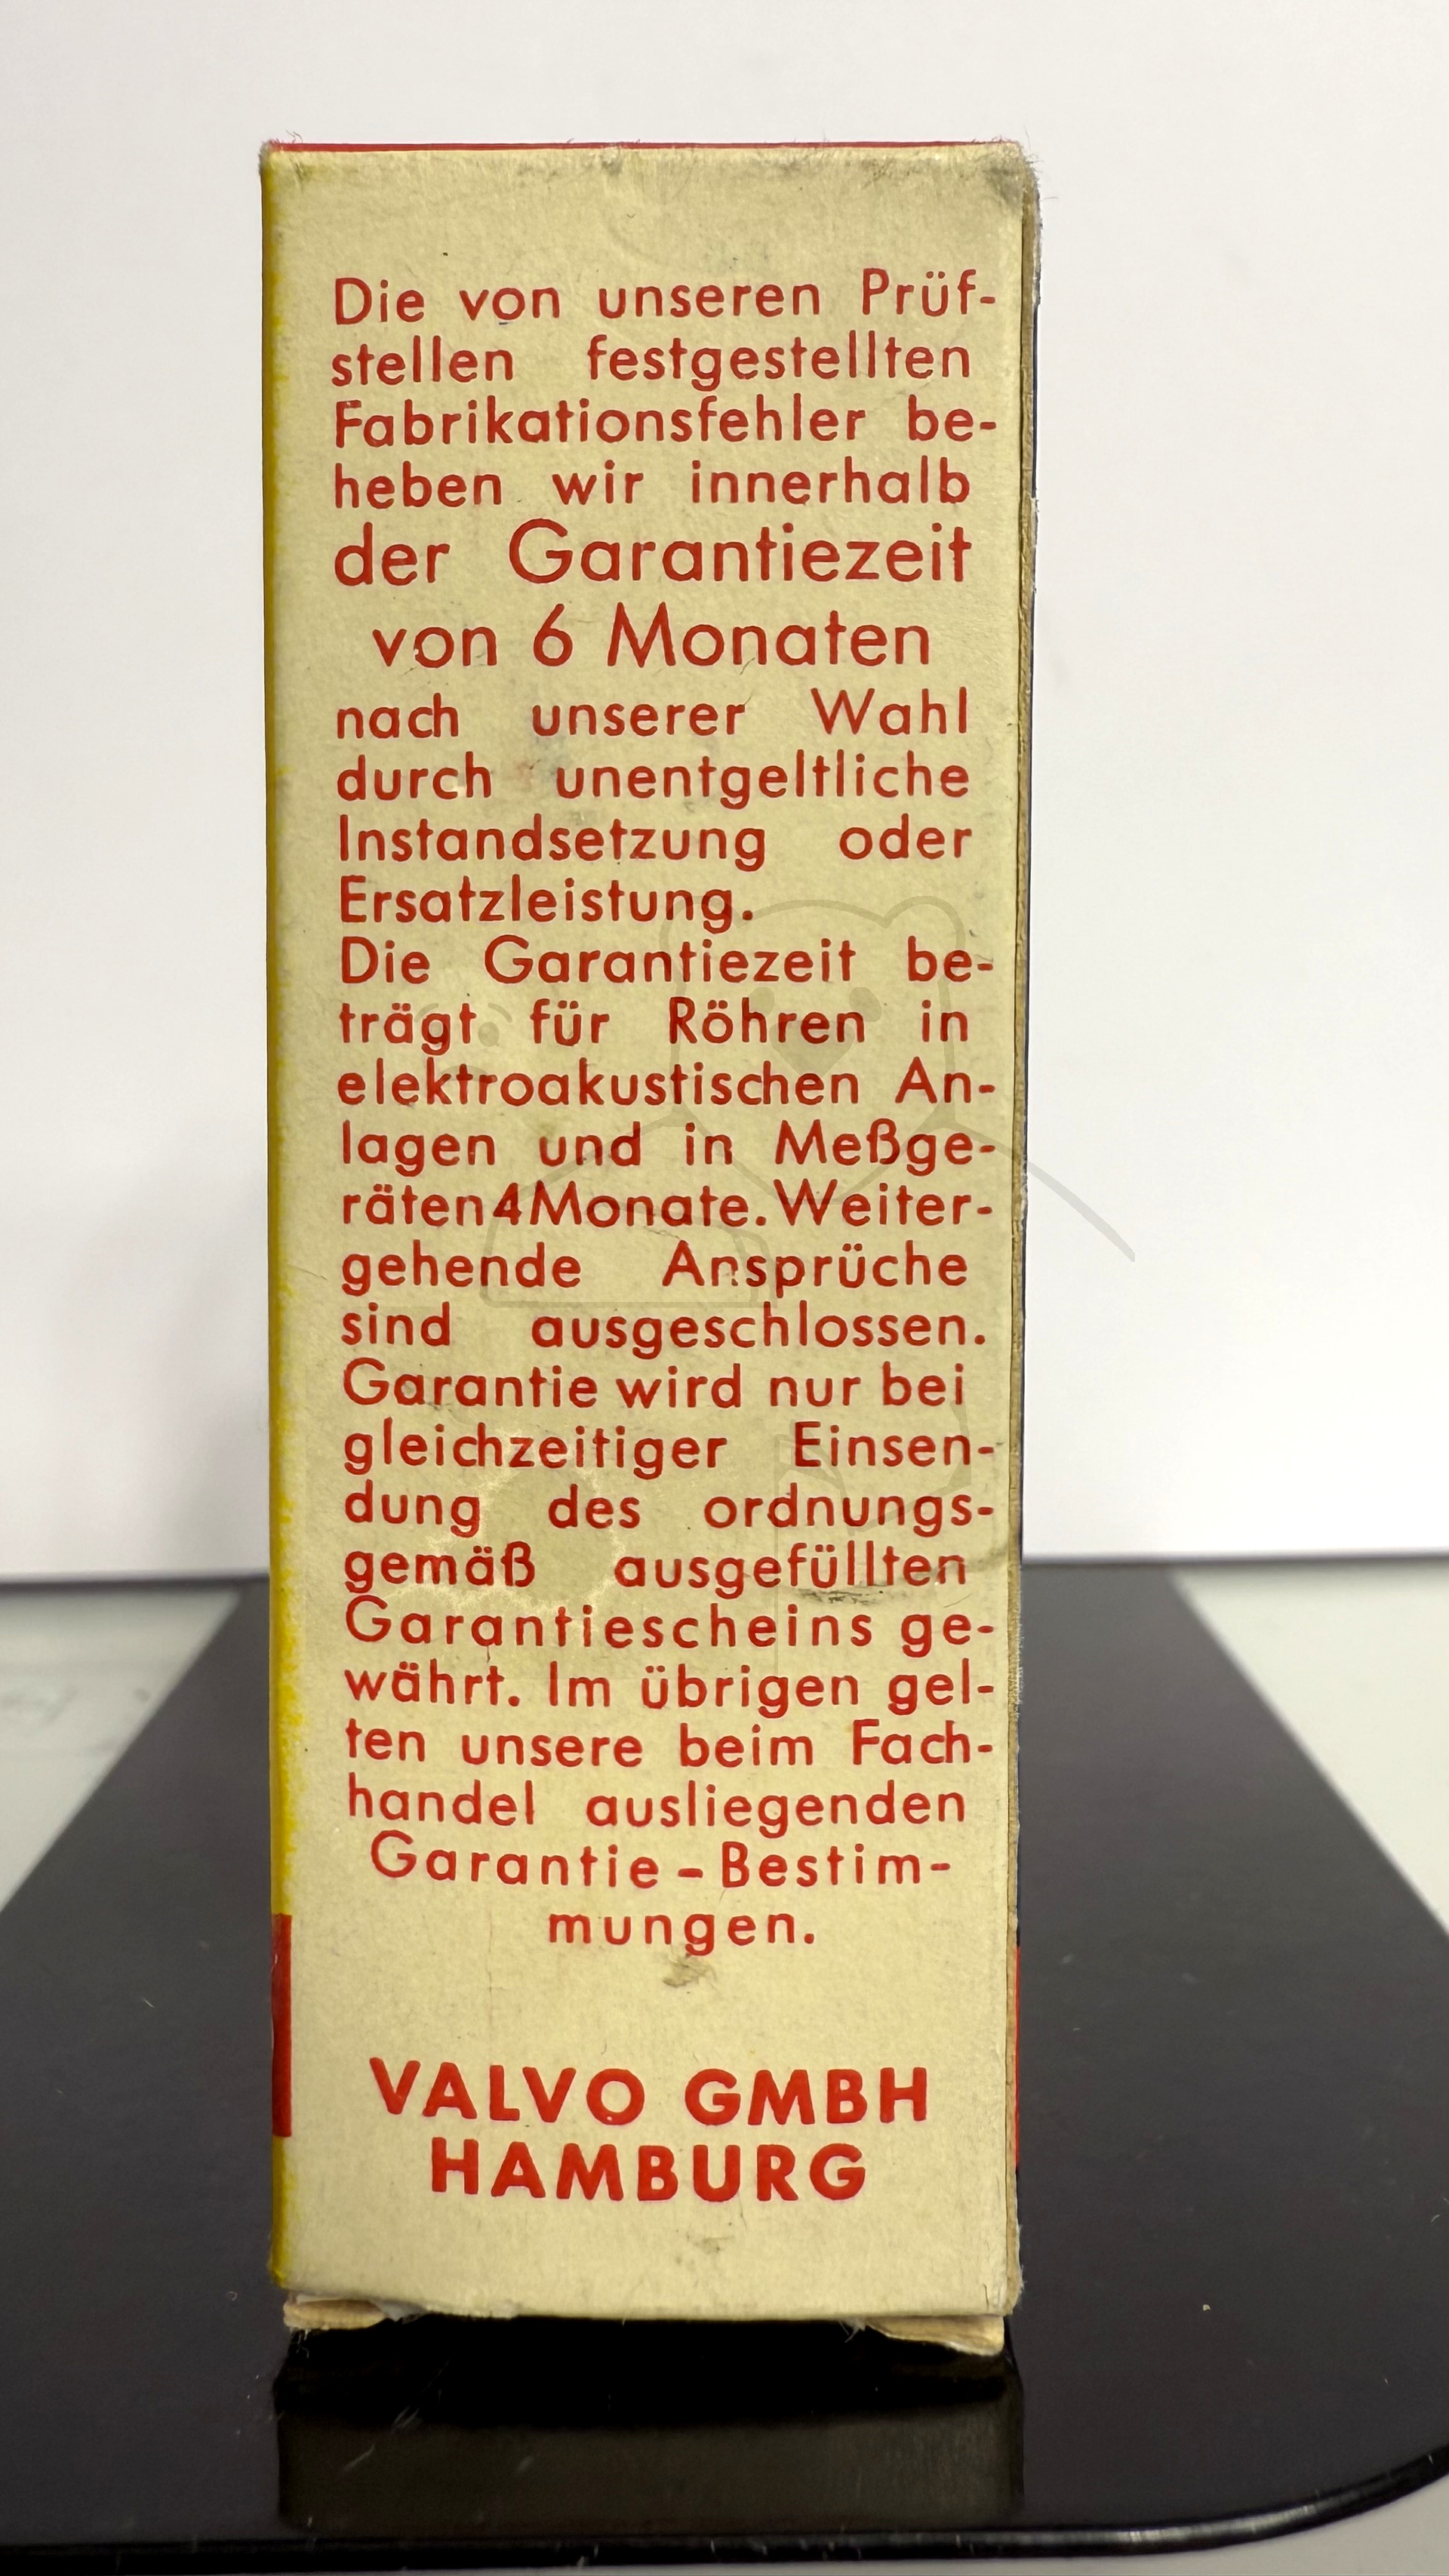 Die von unseren Prüf-
stellen festgestellten
Fabrikationsfehler be-
heben wir innerhalb
der Garantiezeit
von 6 Monaten
nach unserer Wahl
durch unentgeltliche
Instandsetzung oder
Ersatzleistung.
Die Garantiezeit be-
trägt für Röhren in
elektroakustischen An-
lagen und in Meßge-
räten 4 Monate. Weiter-
gehende Ansprüche
sind ausgeschlossen.
Garantie wird nur bei
gleichzeitiger Einsen-
dung des ordnungs-
gemäß ausgefüllten
Garantiescheins ge-
währt. Im übrigen gel-
ten unsere beim Fach-
handel ausliegenden
Garantie-Bestim-
mungen.
VALVO GMBH
HAMBURG